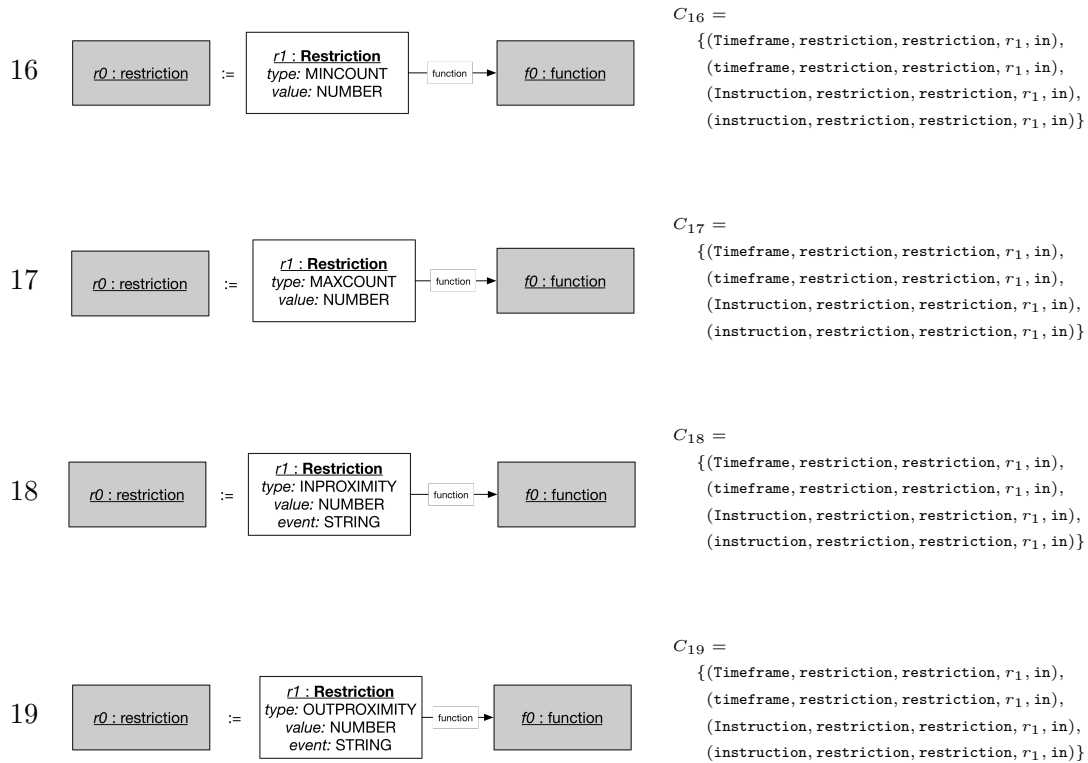 16
r0 : restriction
:=
r1 : Restriction
type: MINCOUNT
value: NUMBER
function
f0 : function
C16 =
{(Timeframe, restriction, restriction, r1, in),
(timeframe, restriction, restriction, r1, in),
(Instruction, restriction, restriction, r1, in),
(instruction, restriction, restriction, r1, in)}
17
r0 : restriction
:=
r1 : Restriction
type: MAXCOUNT
value: NUMBER
function
f0 : function
C17 =
{(Timeframe, restriction, restriction, r1, in),
(timeframe, restriction, restriction, r1, in),
(Instruction, restriction, restriction, r1, in),
(instruction, restriction, restriction, r1, in)}
18
r0 : restriction
:=
r1 : Restriction
type: INPROXIMITY
value: NUMBER
event: STRING
function
f0 : function
C18 =
{(Timeframe, restriction, restriction, r1, in),
(timeframe, restriction, restriction, r1, in),
(Instruction, restriction, restriction, r1, in),
(instruction, restriction, restriction, r1, in)}
19
r0 : restriction
:=
r1 : Restriction
type: OUTPROXIMITY
value: NUMBER
event: STRING
function
f0 : function
C19 =
{(Timeframe, restriction, restriction, r1, in),
(timeframe, restriction, restriction, r1, in),
(Instruction, restriction, restriction, r1, in),
(instruction, restriction, restriction, r1, in)}